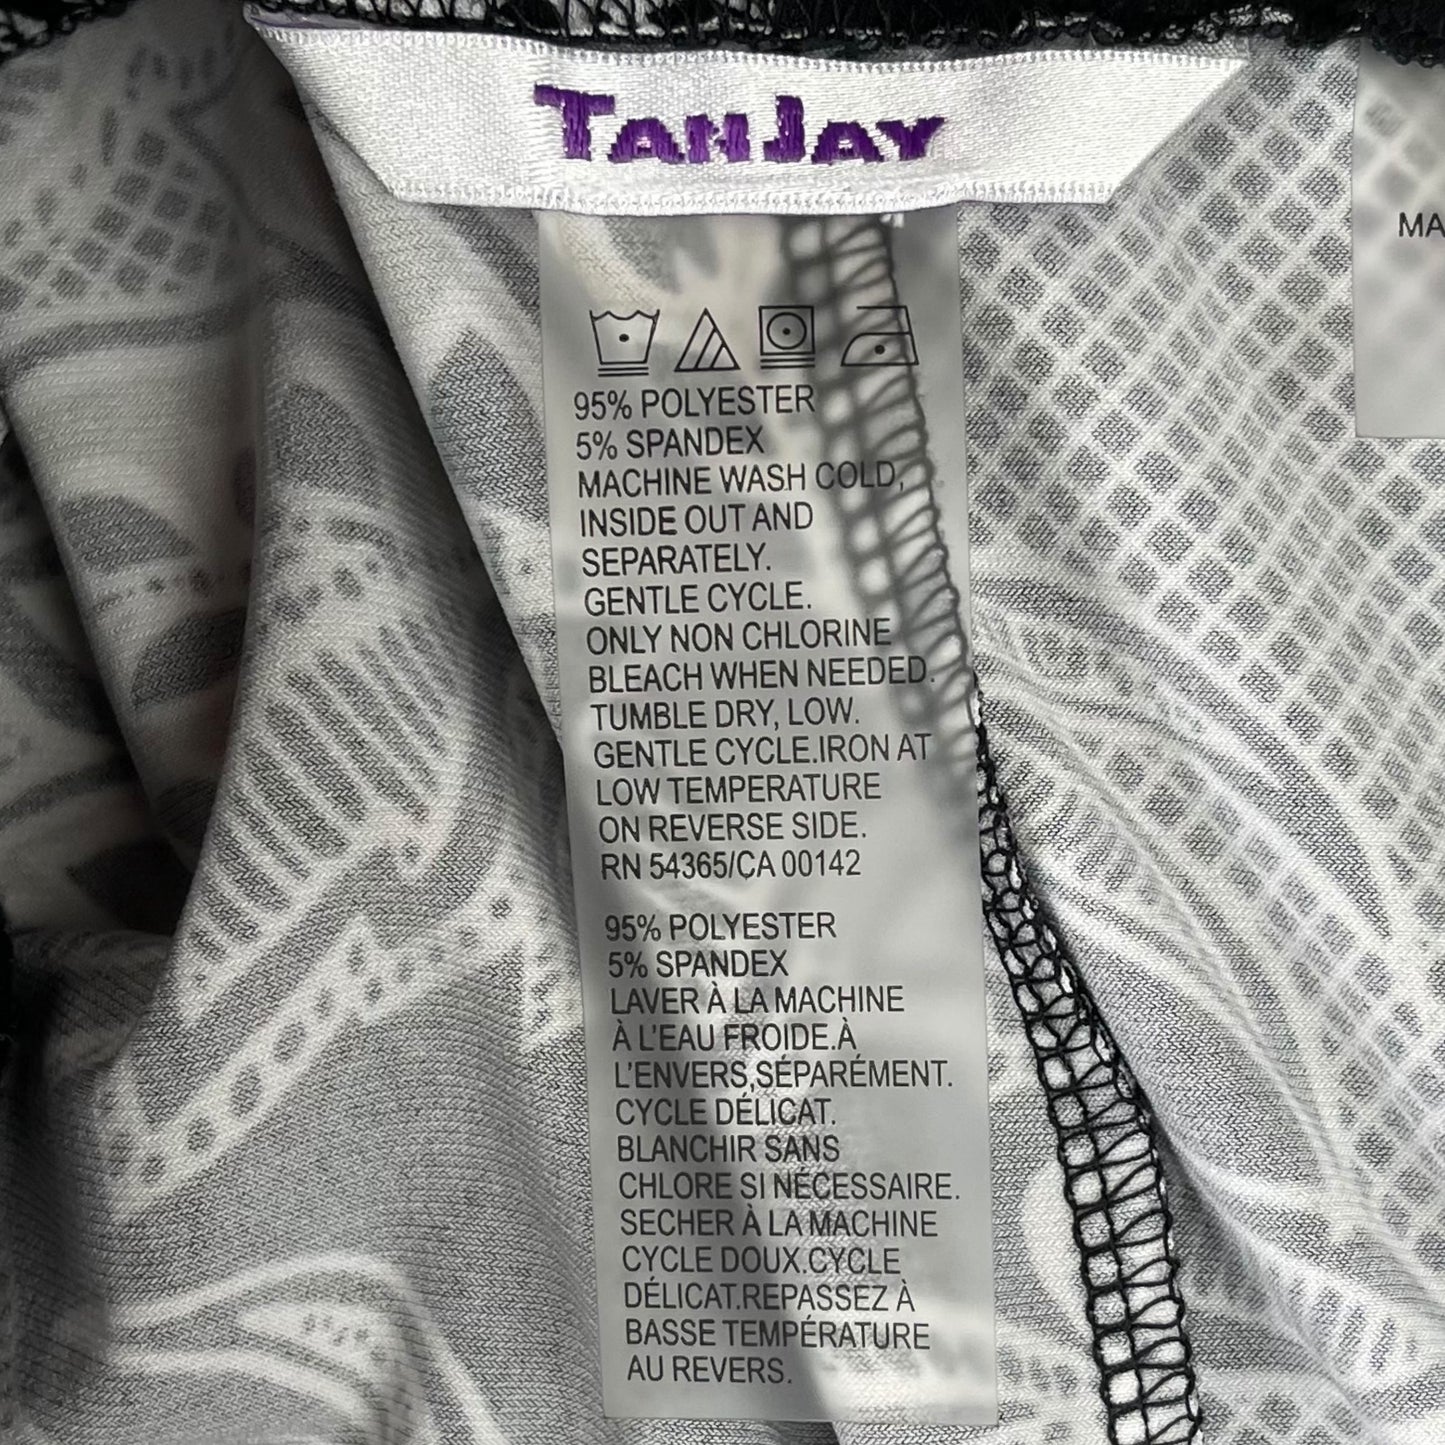 TANJAY
MA
95% POLYESTER
5% SPANDEX
MACHINE WASH COLD,
INSIDE OUT AND
SEPARATELY.
GENTLE CYCLE.
ONLY NON CHLORINE
BLEACH WHEN NEEDED.
TUMBLE DRY, LOW.
GENTLE CYCLE.IRON AT
LOW TEMPERATURE
ON REVERSE SIDE.
RN 54365/CA 00142
95% POLYESTER
5% SPANDEX
LAVER À LA MACHINE
À L'EAU FROIDE.À
L'ENVERS,SÉPARÉMENT.
CYCLE DÉLICAT.
BLANCHIR SANS
CHLORE SI NÉCESSAIRE.
SECHER À LA MACHINE
CYCLE DOUX.CYCLE
DÉLICAT.REPASSEZ À
BASSE TEMPÉRATURE
AU REVERS.